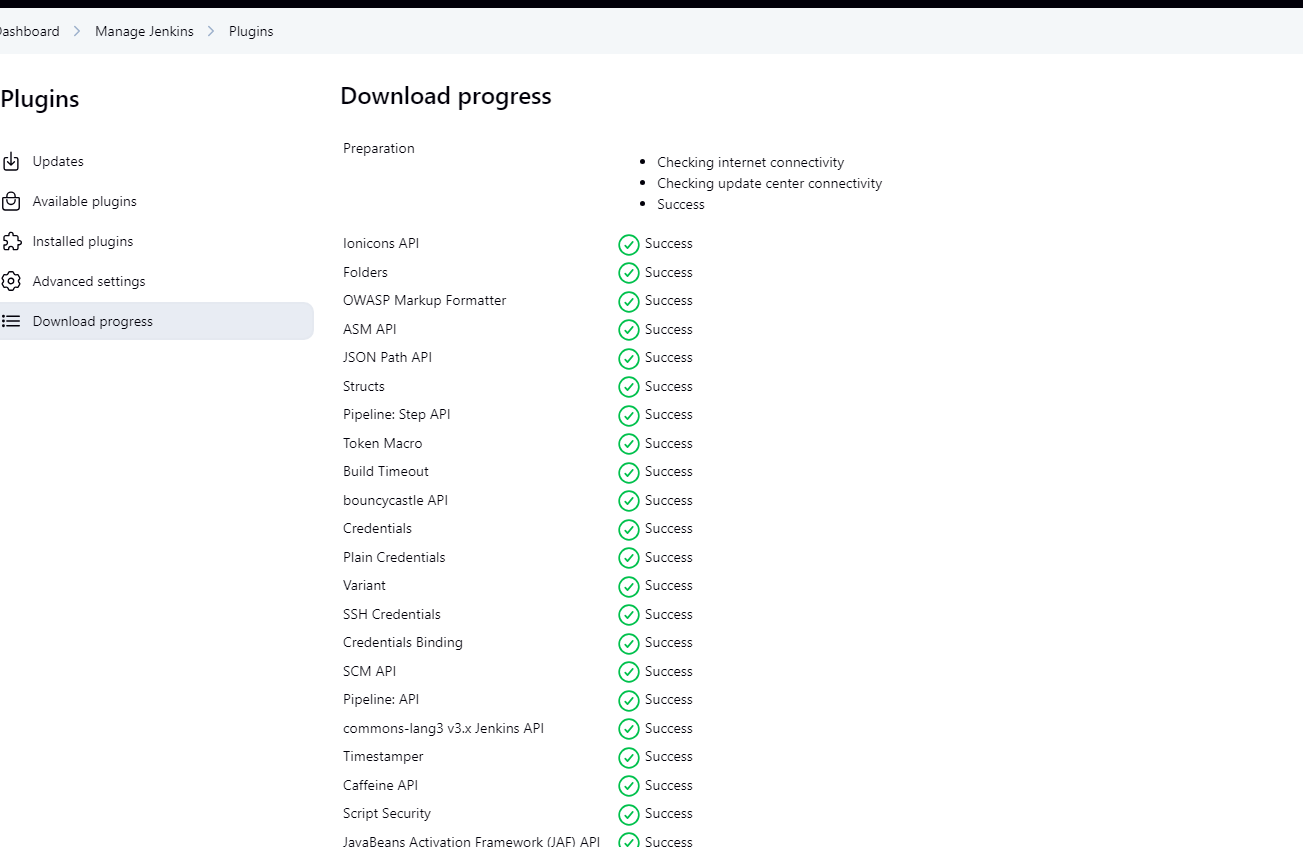 Dashboard > Manage Jenkins > Plugins
Plugins
Updates
Available plugins
Installed plugins
Advanced settings
Download progress
Download progress
Preparation
Checking internet connectivity
Checking update center connectivity
Success
Ionicons API Success
Folders Success
OWASP Markup Formatter Success
ASM API Success
JSON Path API Success
Structs Success
Pipeline: Step API Success
Token Macro Success
Build Timeout Success
bouncycastle API Success
Credentials Success
Plain Credentials Success
Variant Success
SSH Credentials Success
Credentials Binding Success
SCM API Success
Pipeline: API Success
commons-lang3 v3.x Jenkins API Success
Timestamper Success
Caffeine API Success
Script Security Success
JavaBeans Activation Framework (JAF) API Success